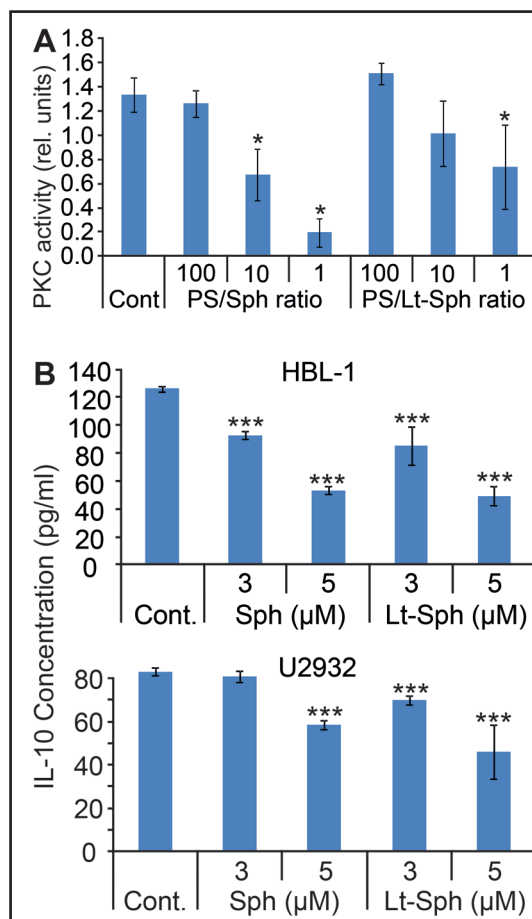 A
PKC activity (rel. units)
1.8
1.6
1.4
1.2
1.0
0.8
0.6
0.4
0.2
0.0
* * *
100 10 1 100 10 1
Cont PS/Sph ratio PS/Lt-Sph ratio
B
IL-10 Concentration (pg/ml)
HBL-1
140
120
100
80
60
40
20
0
*** *** *** ***
3 5 3 5
Cont. Sph (µM) Lt-Sph (µM)
U2932
80
60
40
20
0
*** *** ***
3 5 3 5
Cont. Sph (µM) Lt-Sph (µM)